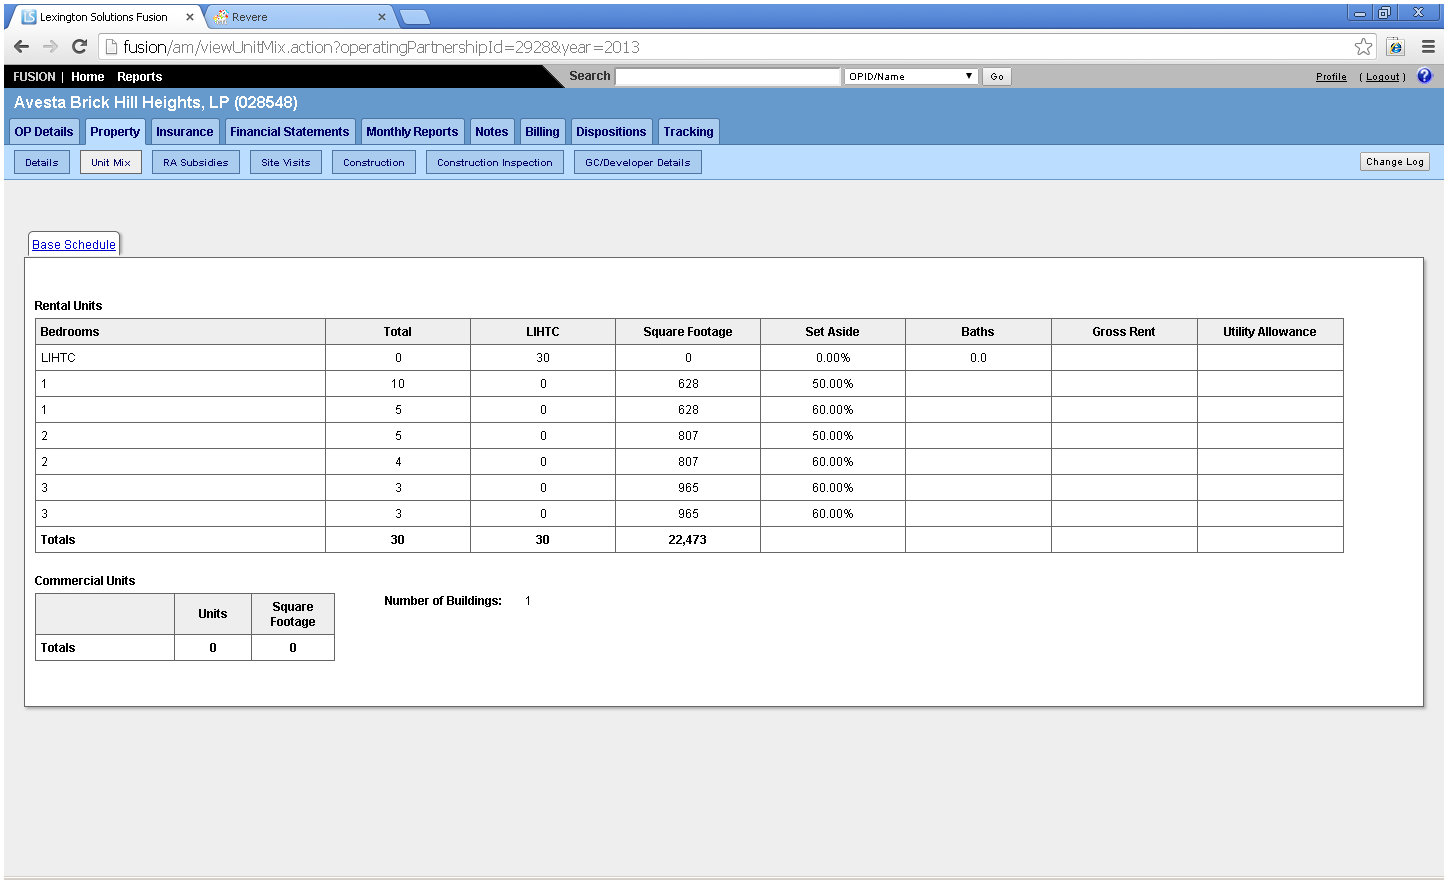 Lexington Solutions Fusion Revere
fusion/am/viewUnitMix.action?operatingPartnershipId=2928&year=2013
FUSION | Home Reports Search OPID/Name Go Profile ( Logout )
Avesta Brick Hill Heights, LP (028548)
OP Details Property Insurance Financial Statements Monthly Reports Notes Billing Dispositions Tracking
Details Unit Mix RA Subsidies Site Visits Construction Construction Inspection GC/Developer Details Change Log
Base Schedule
Rental Units
Bedrooms Total LIHTC Square Footage Set Aside Baths Gross Rent Utility Allowance
LIHTC 0 30 0 0.00% 0.0
1 10 0 628 50.00%
1 5 0 628 60.00%
2 5 0 807 50.00%
2 4 0 807 60.00%
3 3 0 965 60.00%
3 3 0 965 60.00%
Totals 30 30 22,473
Commercial Units
Number of Buildings: 1
Units Square
Footage
Totals 0 0